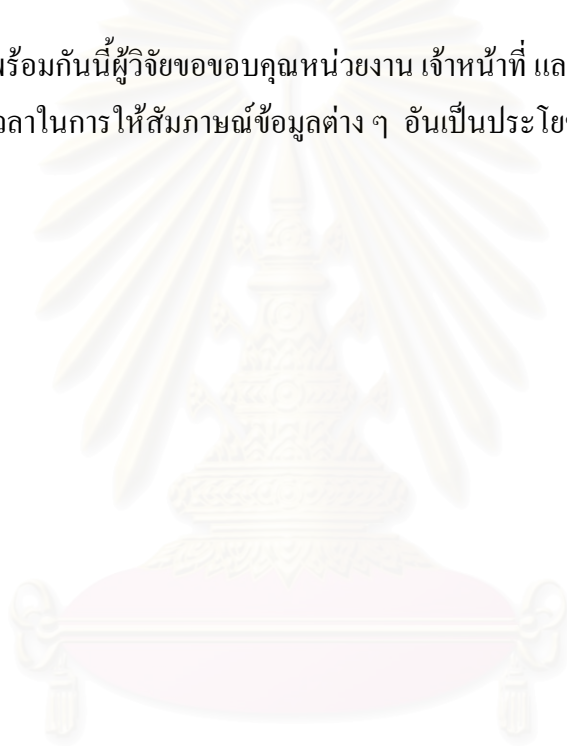 พร้อมกันนี้ผู้วิจัยขอขอบคุณหน่วยงาน เจ้าหน้าที่ แล
วลาในการให้สัมภาษณ์ข้อมูลต่าง ๆ อันเป็นประโย